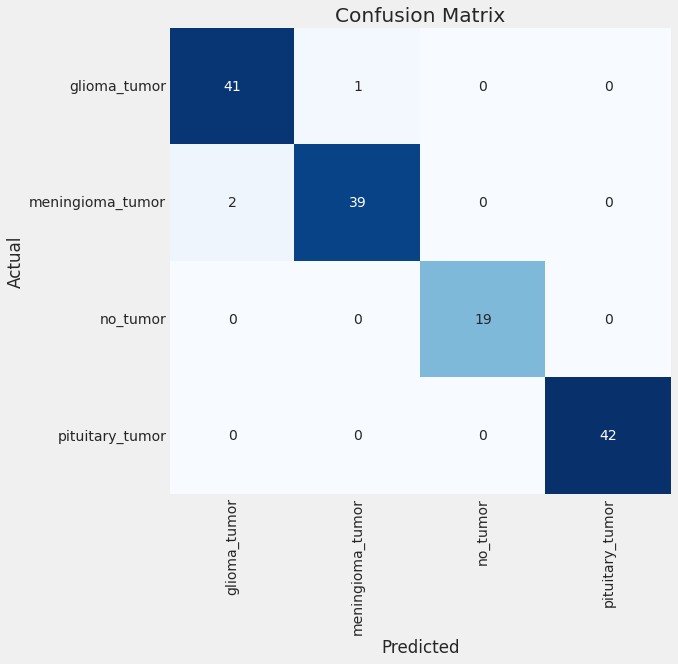 Confusion Matrix
Actual
glioma_tumor 41 1 0 0
meningioma_tumor 2 39 0 0
no_tumor 0 0 19 0
pituitary_tumor 0 0 0 42
glioma_tumor meningioma_tumor no_tumor pituitary_tumor
Predicted